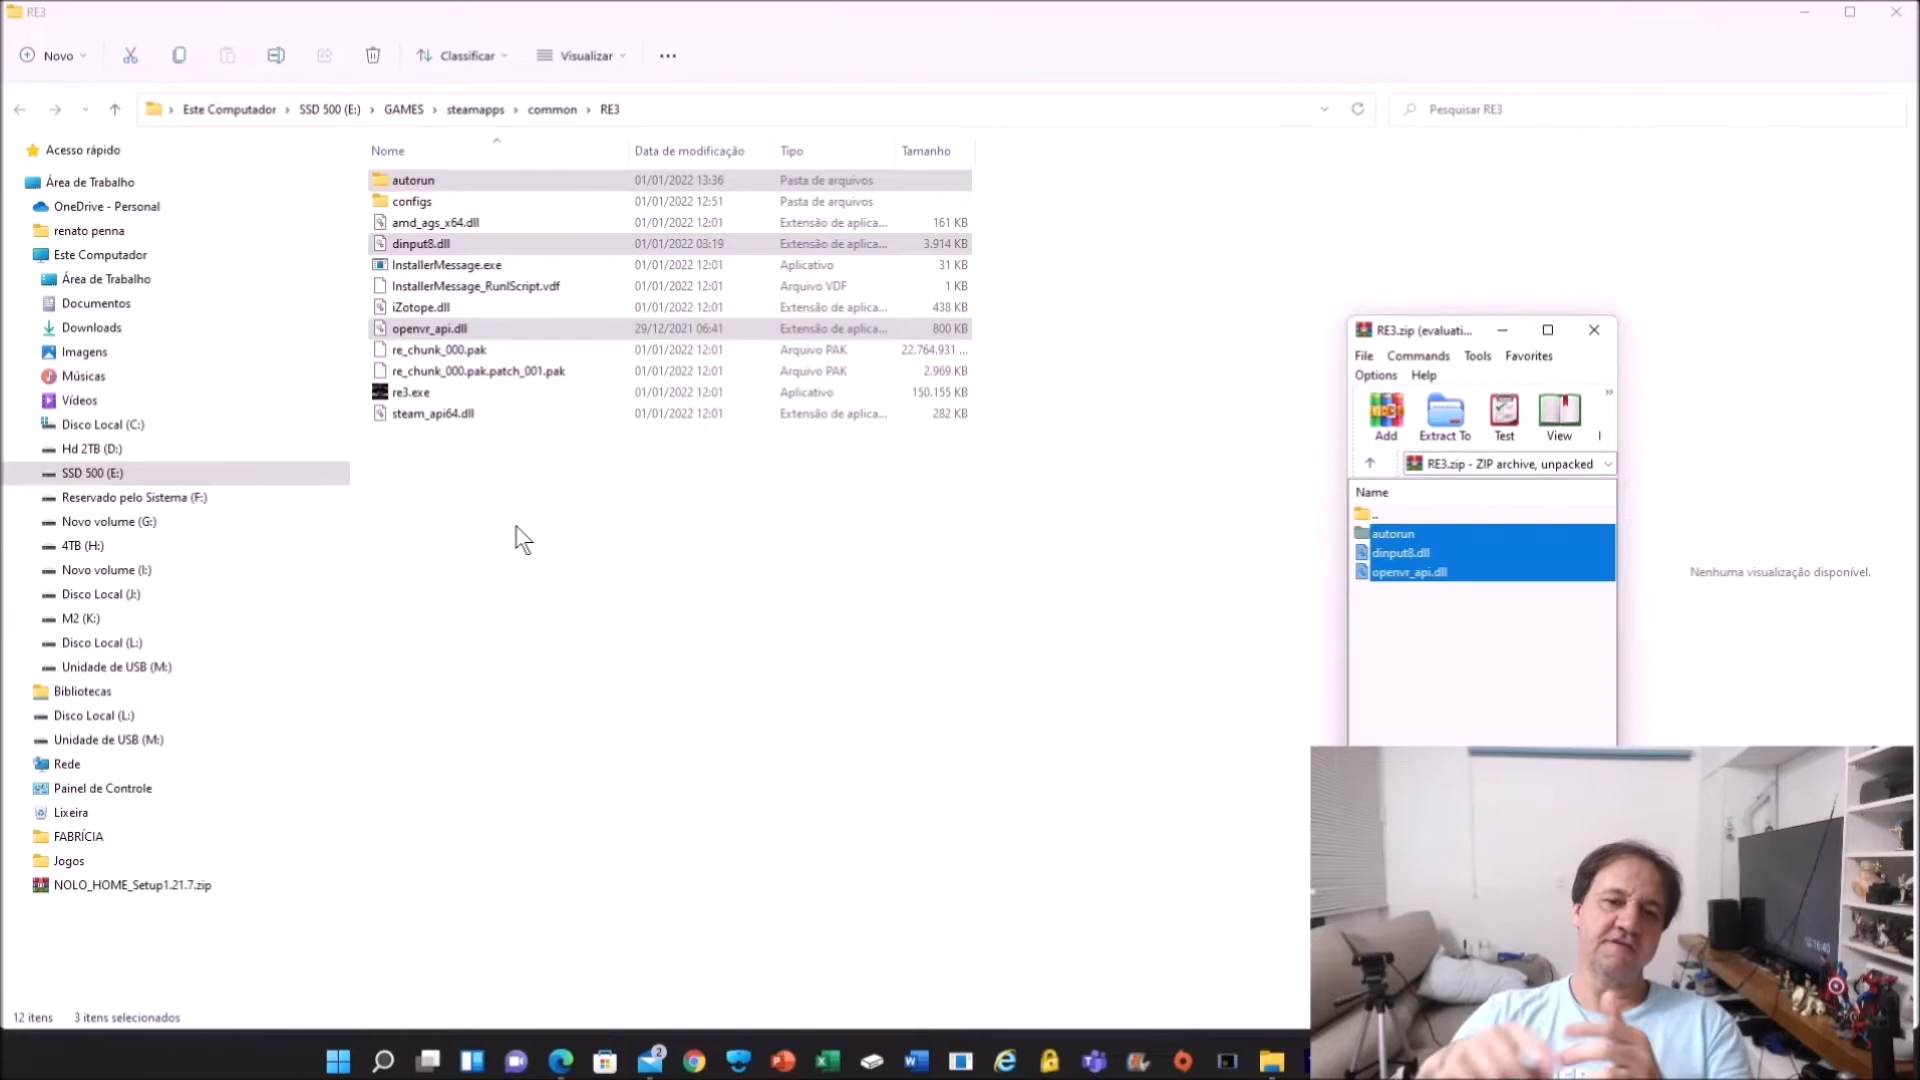 RE3
Novo
Classificar
Visualizar
Este Computador > SSD 500 (E:) > GAMES > steamapps > common > RE3
Pesquisar RE3
Acesso rápido
Área de Trabalho
OneDrive - Personal
renato penna
Este Computador
Área de Trabalho
Documentos
Downloads
Imagens
Músicas
Vídeos
Disco Local (C:)
Hd 2TB (D:)
SSD 500 (E:)
Reservado pelo Sistema (F:)
Novo volume (G:)
4TB (H:)
Novo volume (I:)
Disco Local (J:)
M2 (K:)
Disco Local (L:)
Unidade de USB (M:)
Bibliotecas
Disco Local (L:)
Unidade de USB (M:)
Rede
Painel de Controle
Lixeira
FABRÍCIA
Jogos
NOLO_HOME_Setup1.21.7.zip
Nome Data de modificação Tipo Tamanho
autorun 01/01/2022 13:36 Pasta de arquivos
configs 01/01/2022 12:51 Pasta de arquivos
amd_ags_x64.dll 01/01/2022 12:01 Extensão de aplica... 161 KB
dinput8.dll 01/01/2022 03:19 Extensão de aplica... 3.914 KB
InstallerMessage.exe 01/01/2022 12:01 Aplicativo 31 KB
InstallerMessage_RunIScript.vdf 01/01/2022 12:01 Arquivo VDF 1 KB
iZotope.dll 01/01/2022 12:01 Extensão de aplica... 438 KB
openvr_api.dll 29/12/2021 06:41 Extensão de aplica... 800 KB
re_chunk_000.pak 01/01/2022 12:01 Arquivo PAK 22.764.931 ...
re_chunk_000.pak.patch_001.pak 01/01/2022 12:01 Arquivo PAK 2.969 KB
re3.exe 01/01/2022 12:01 Aplicativo 150.155 KB
steam_api64.dll 01/01/2022 12:01 Extensão de aplica... 282 KB
RE3.zip (evaluati...
File Commands Tools Favorites
Options Help
Add Extract To Test View
RE3.zip - ZIP archive, unpacked
Name
..
autorun
dinput8.dll
openvr_api.dll
Nenhuma visualização disponível.
12 itens 3 itens selecionados
2